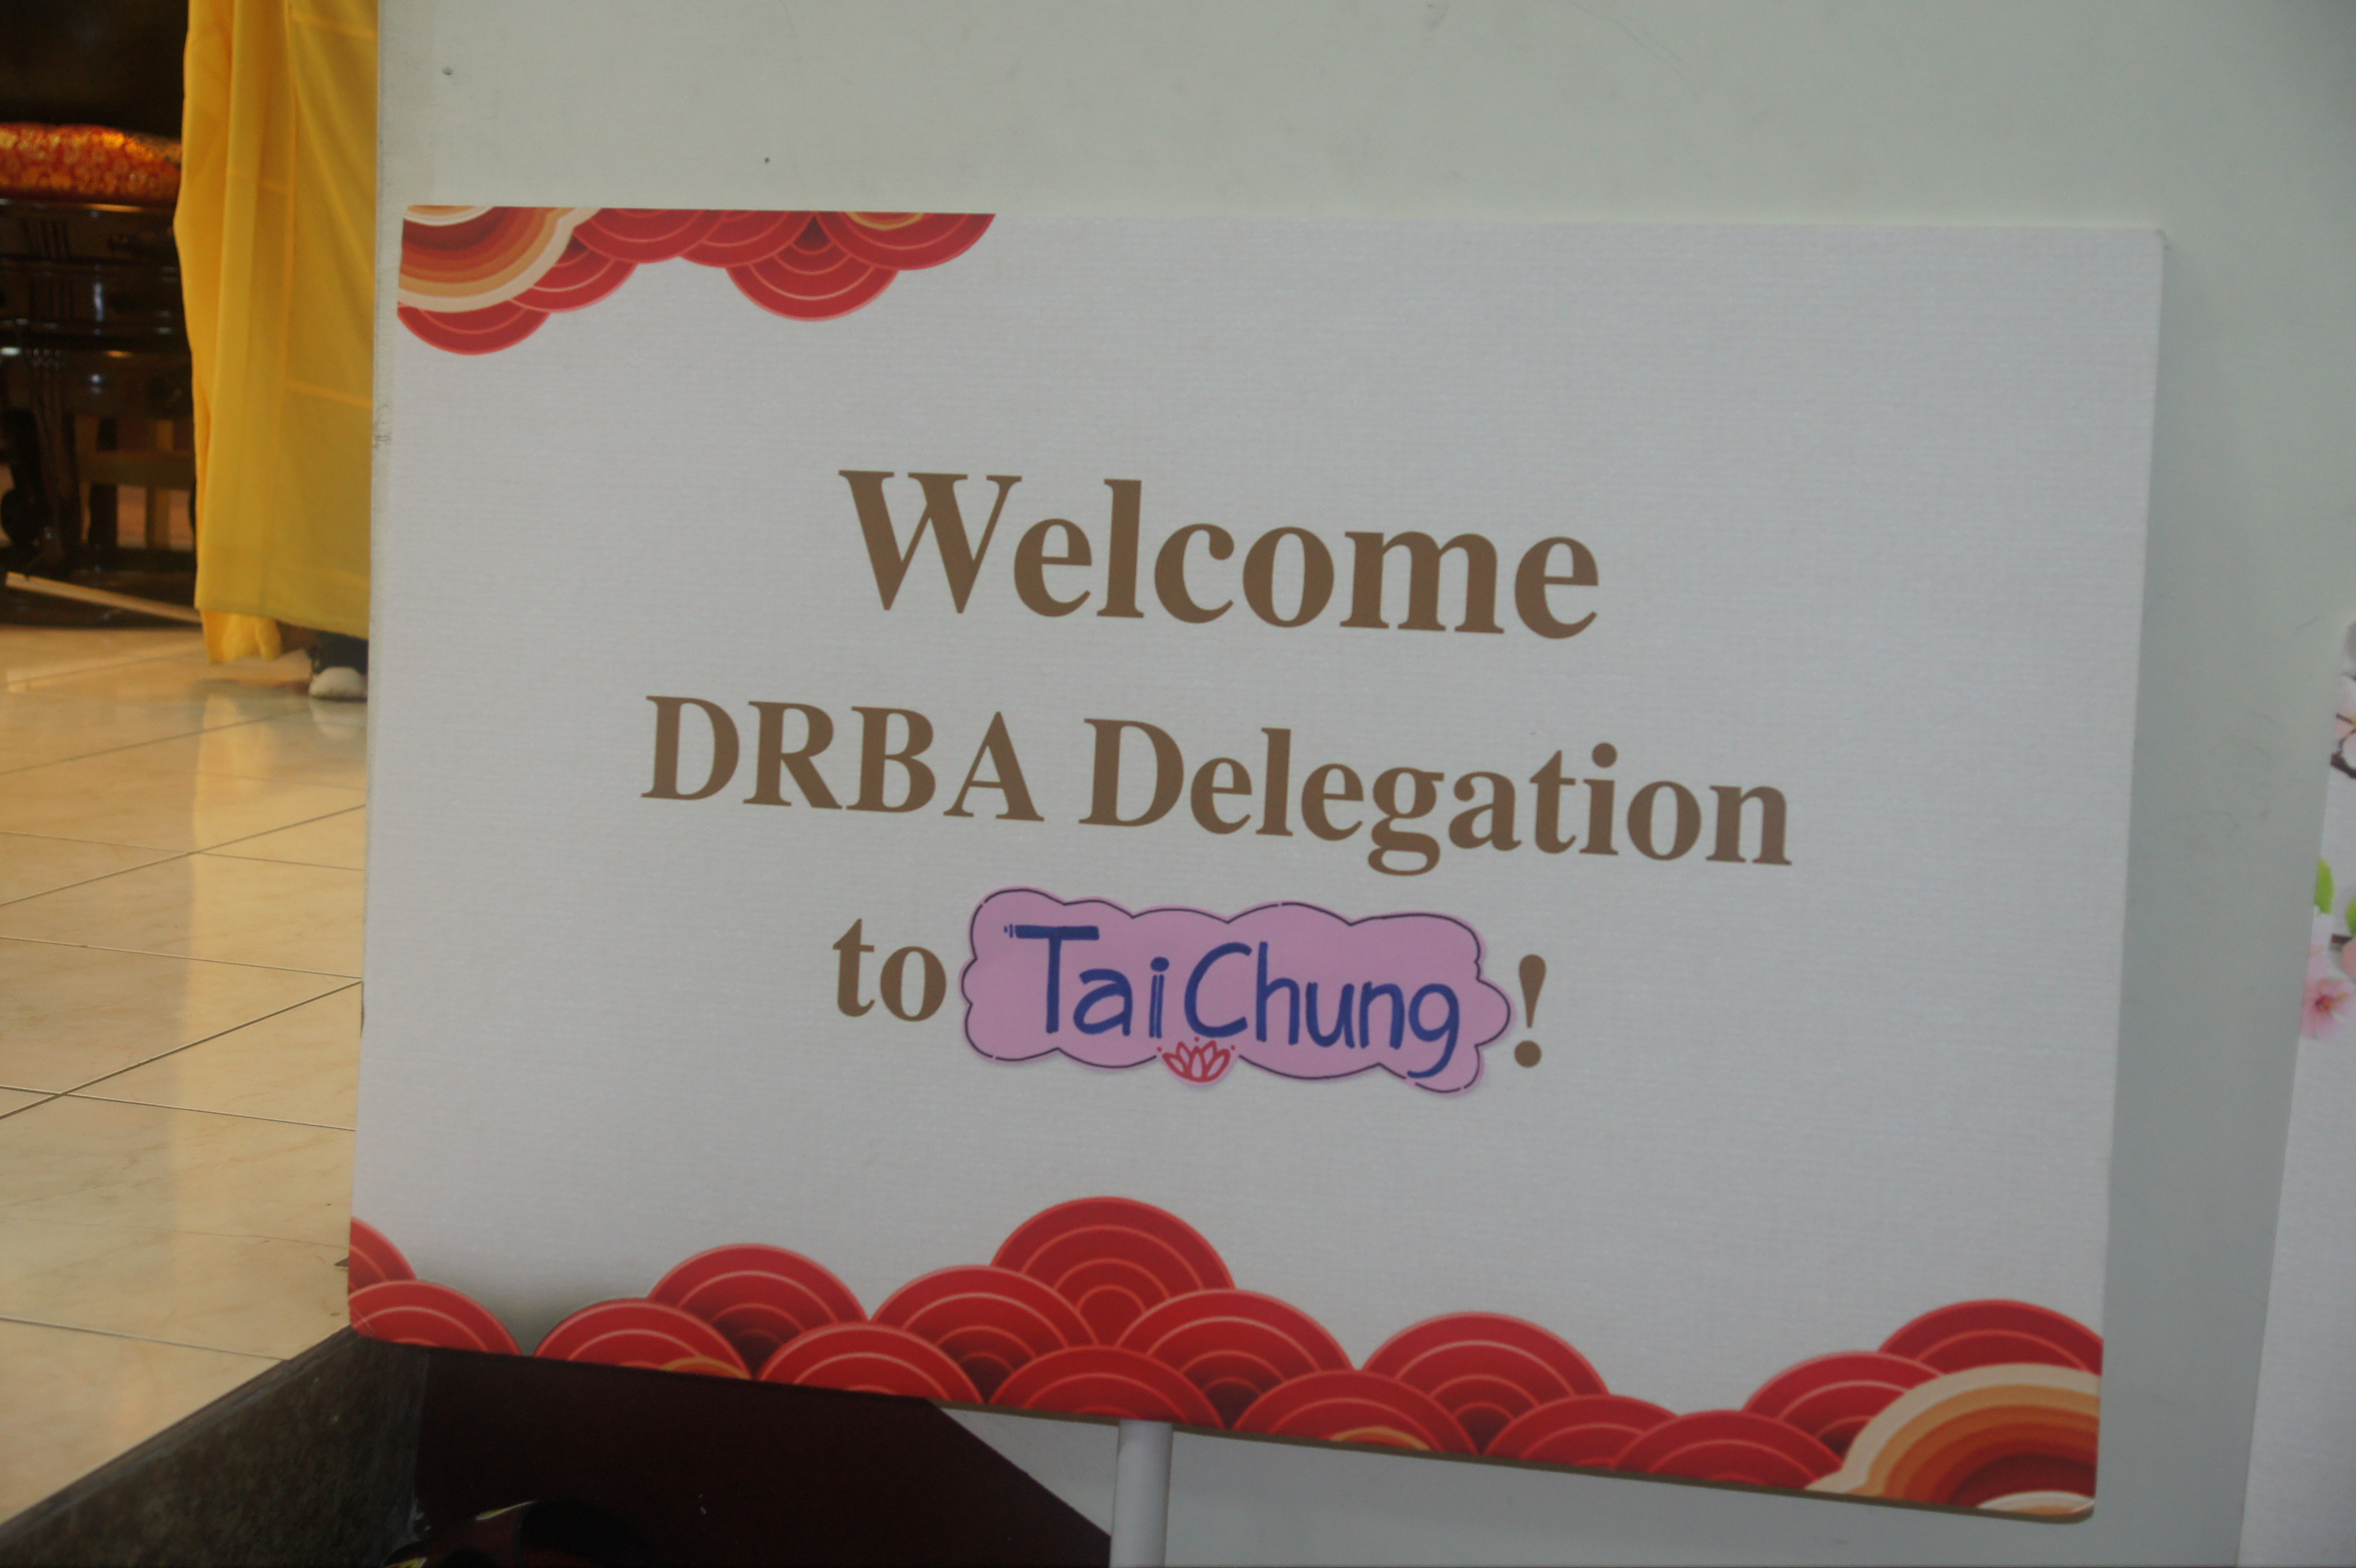 Welcome
DRBA Delegation
to TaiChung!